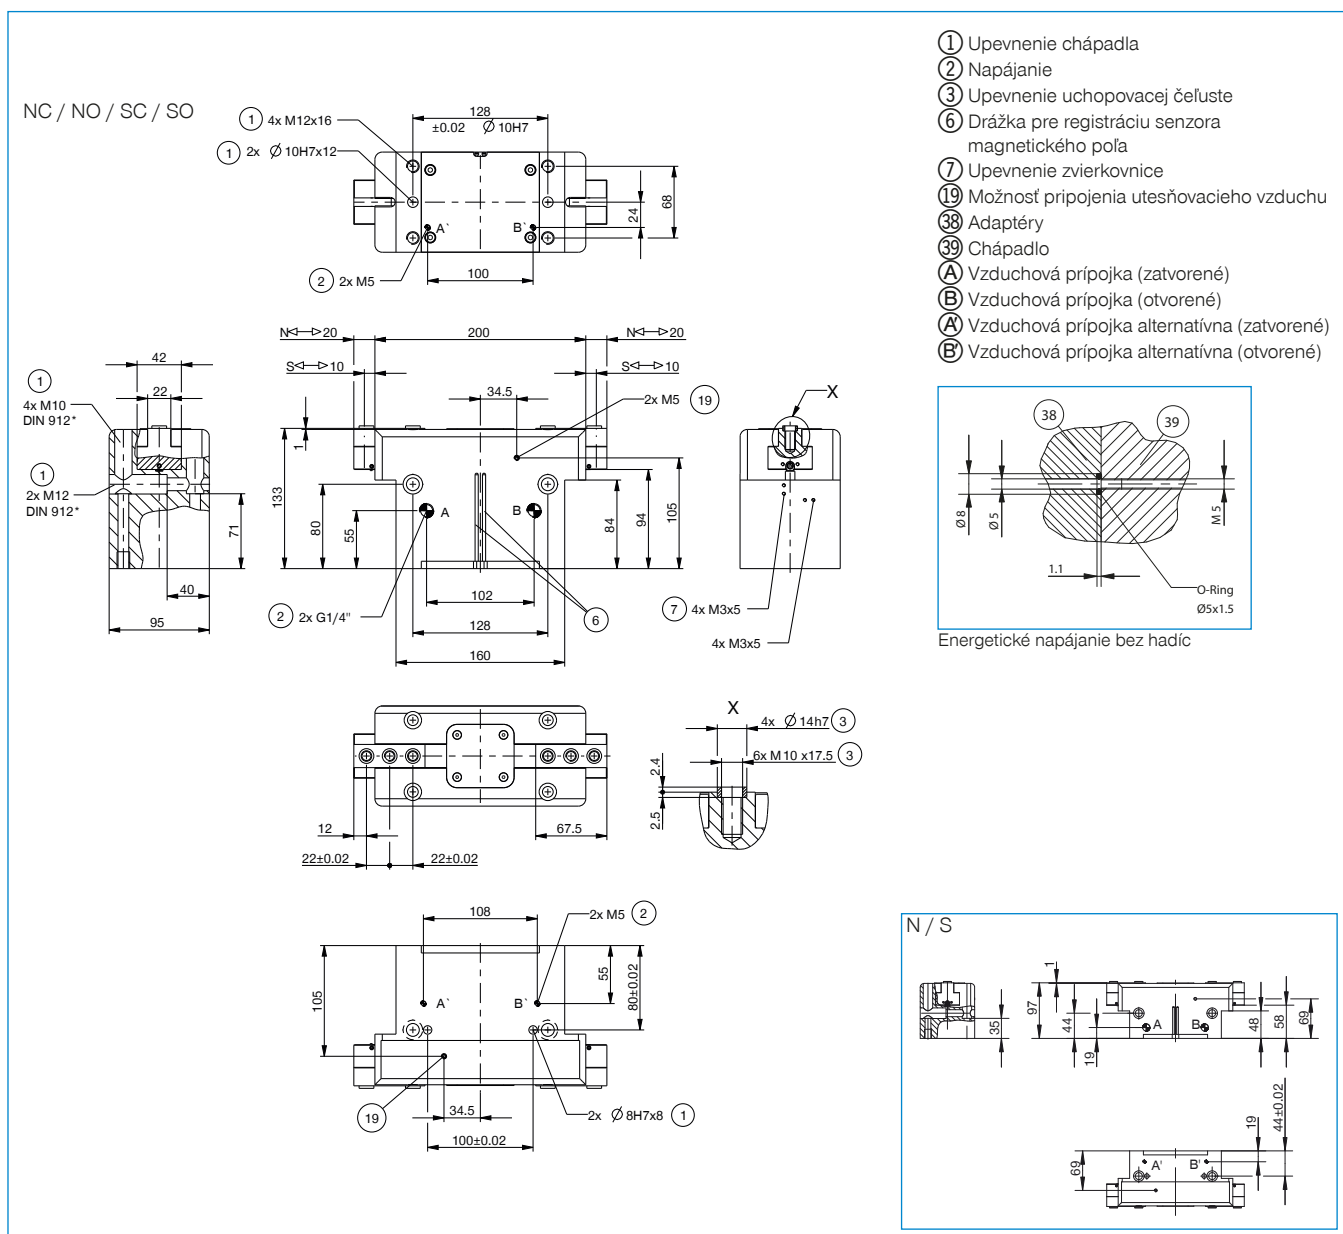 ① Upevnenie chápadla
② Napájanie
③ Upevnenie uchopovacej čeľuste
⑥ Drážka pre registráciu senzora
magnetického poľa
⑦ Upevnenie zvierkovnice
⑲ Možnosť pripojenia utesňovacieho vzduchu
㊳ Adaptéry
㊴ Chápadlo
Ⓐ Vzduchová prípojka (zatvorené)
Ⓑ Vzduchová prípojka (otvorené)
A' Vzduchová prípojka alternatívna (zatvorené)
B' Vzduchová prípojka alternatívna (otvorené)
NC / NO / SC / SO
① 4x M12x16
① 2x Ø 10H7x12
128
±0.02 Ø 10H7
68
24
A`
B`
② 2x M5
100
N◁–▷20
200
N◁–▷20
S◁–▷10
S◁–▷10
34.5
2x M5 ⑲
42
22
①
4x M10
DIN 912*
①
2x M12
DIN 912*
71
40
95
1
133
80
55
A
B
84
94
105
102
128
160
② 2x G1/4"
⑥
X
⑦ 4x M3x5
4x M3x5
38
39
Ø8
Ø5
M5
1.1
O-Ring
Ø5x1.5
Energetické napájanie bez hadíc
12
22±0.02
22±0.02
67.5
X
4x Ø 14h7 ③
6x M10 x17.5 ③
2.4
2.5
108
2x M5 ②
105
A`
B`
55
80±0.02
⑲
34.5
100±0.02
2x Ø 8H7x8 ①
N / S
35
1
97
44
19
A
B
48
58
69
69
A'
B'
19
44±0.02